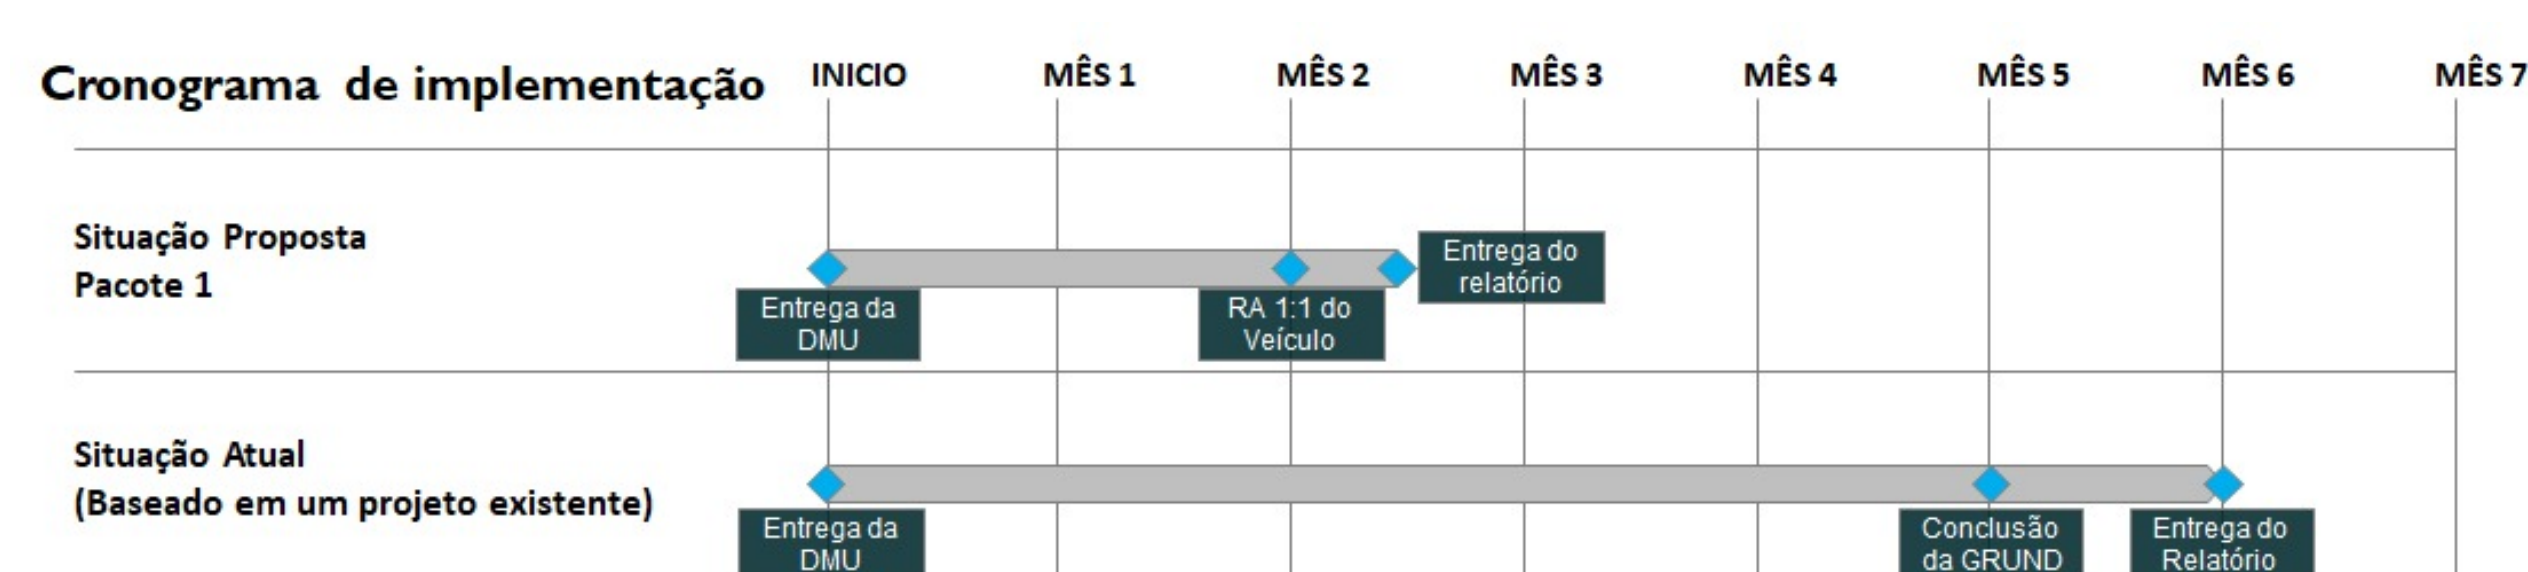 Cronograma de implementação
INICIO
MÊS 1
MÊS 2
MÊS 3
MÊS 4
MÊS 5
MÊS 6
MÊS 7
Situação Proposta
Pacote 1
Entrega da
DMU
RA 1:1 do
Veículo
Entrega do
relatório
Situação Atual
(Baseado em um projeto existente)
Entrega da
DMU
Conclusão
da GRUND
Entrega do
Relatório